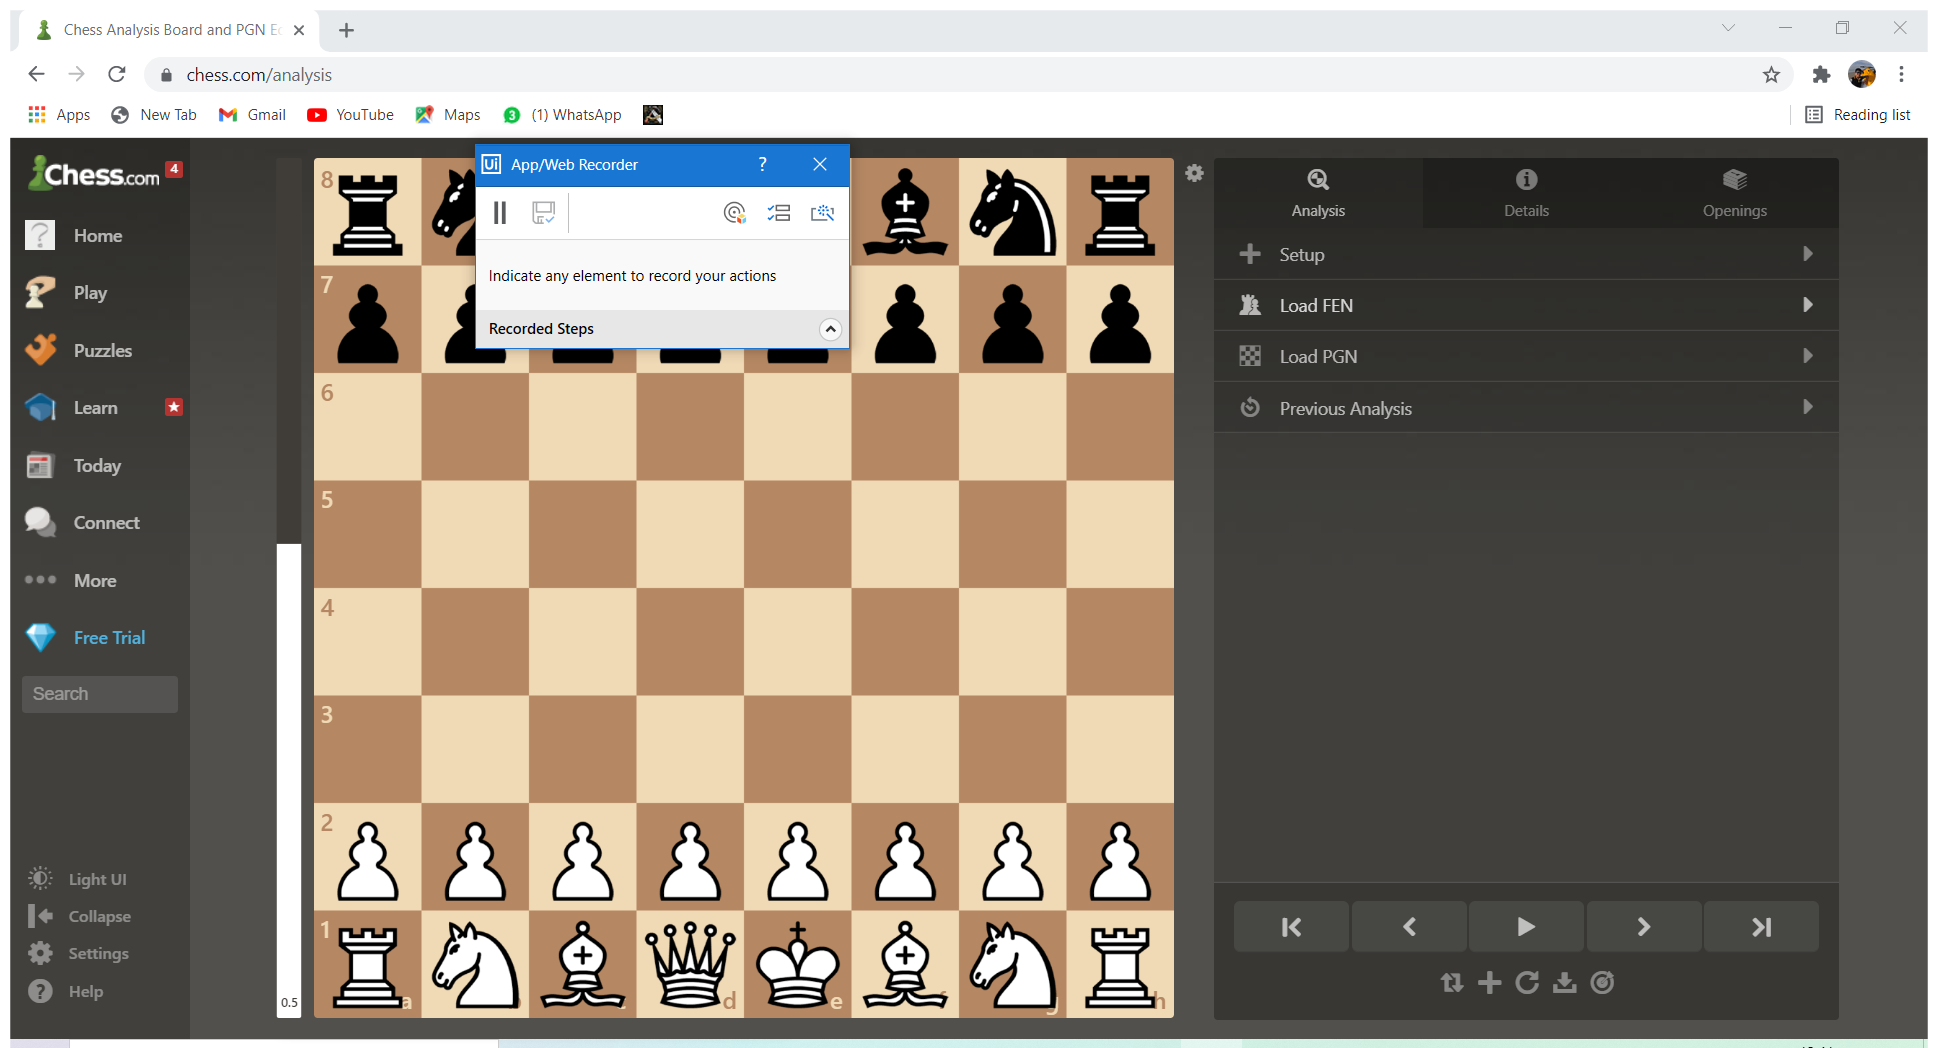 Chess Analysis Board and PGN Ed
chess.com/analysis
Apps
New Tab
Gmail
YouTube
Maps
3
(1) WhatsApp
Reading list
Chess.com
4
Home
Play
Puzzles
Learn
Today
Connect
More
Free Trial
Search
Light UI
Collapse
Settings
Help
Ui App/Web Recorder ?
Indicate any element to record your actions
Recorded Steps
8
7
6
5
4
3
2
1
0.5
a
d
e
g
h
Analysis
Details
Openings
Setup
Load FEN
Load PGN
Previous Analysis